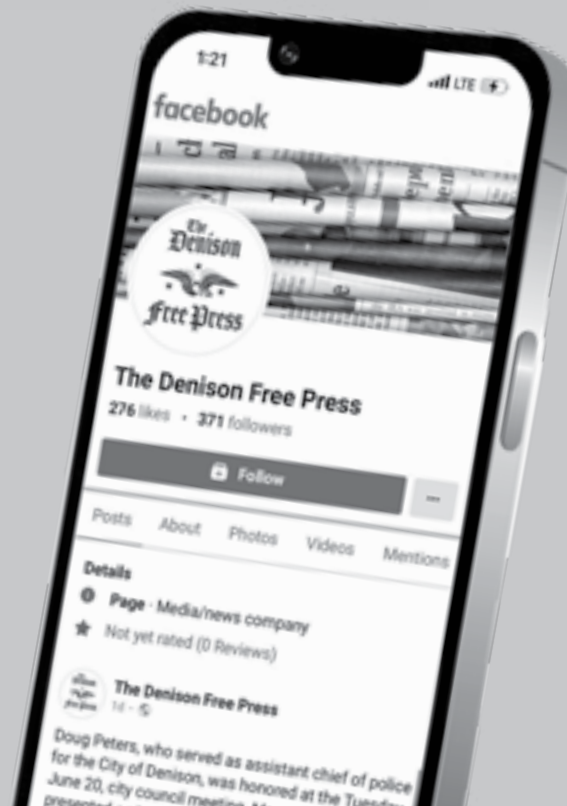 1:21
LTE
facebook
The
Denison
Free Press
The Denison Free Press
276 likes • 371 followers
Follow
...
Posts About Photos Videos Mentions
Details
Page · Media/news company
Not yet rated (0 Reviews)
The Denison Free Press
1d ·
Doug Peters, who served as assistant chief of police
for the City of Denison, was honored at the Tuesday
June 20, city council meeting.
presented